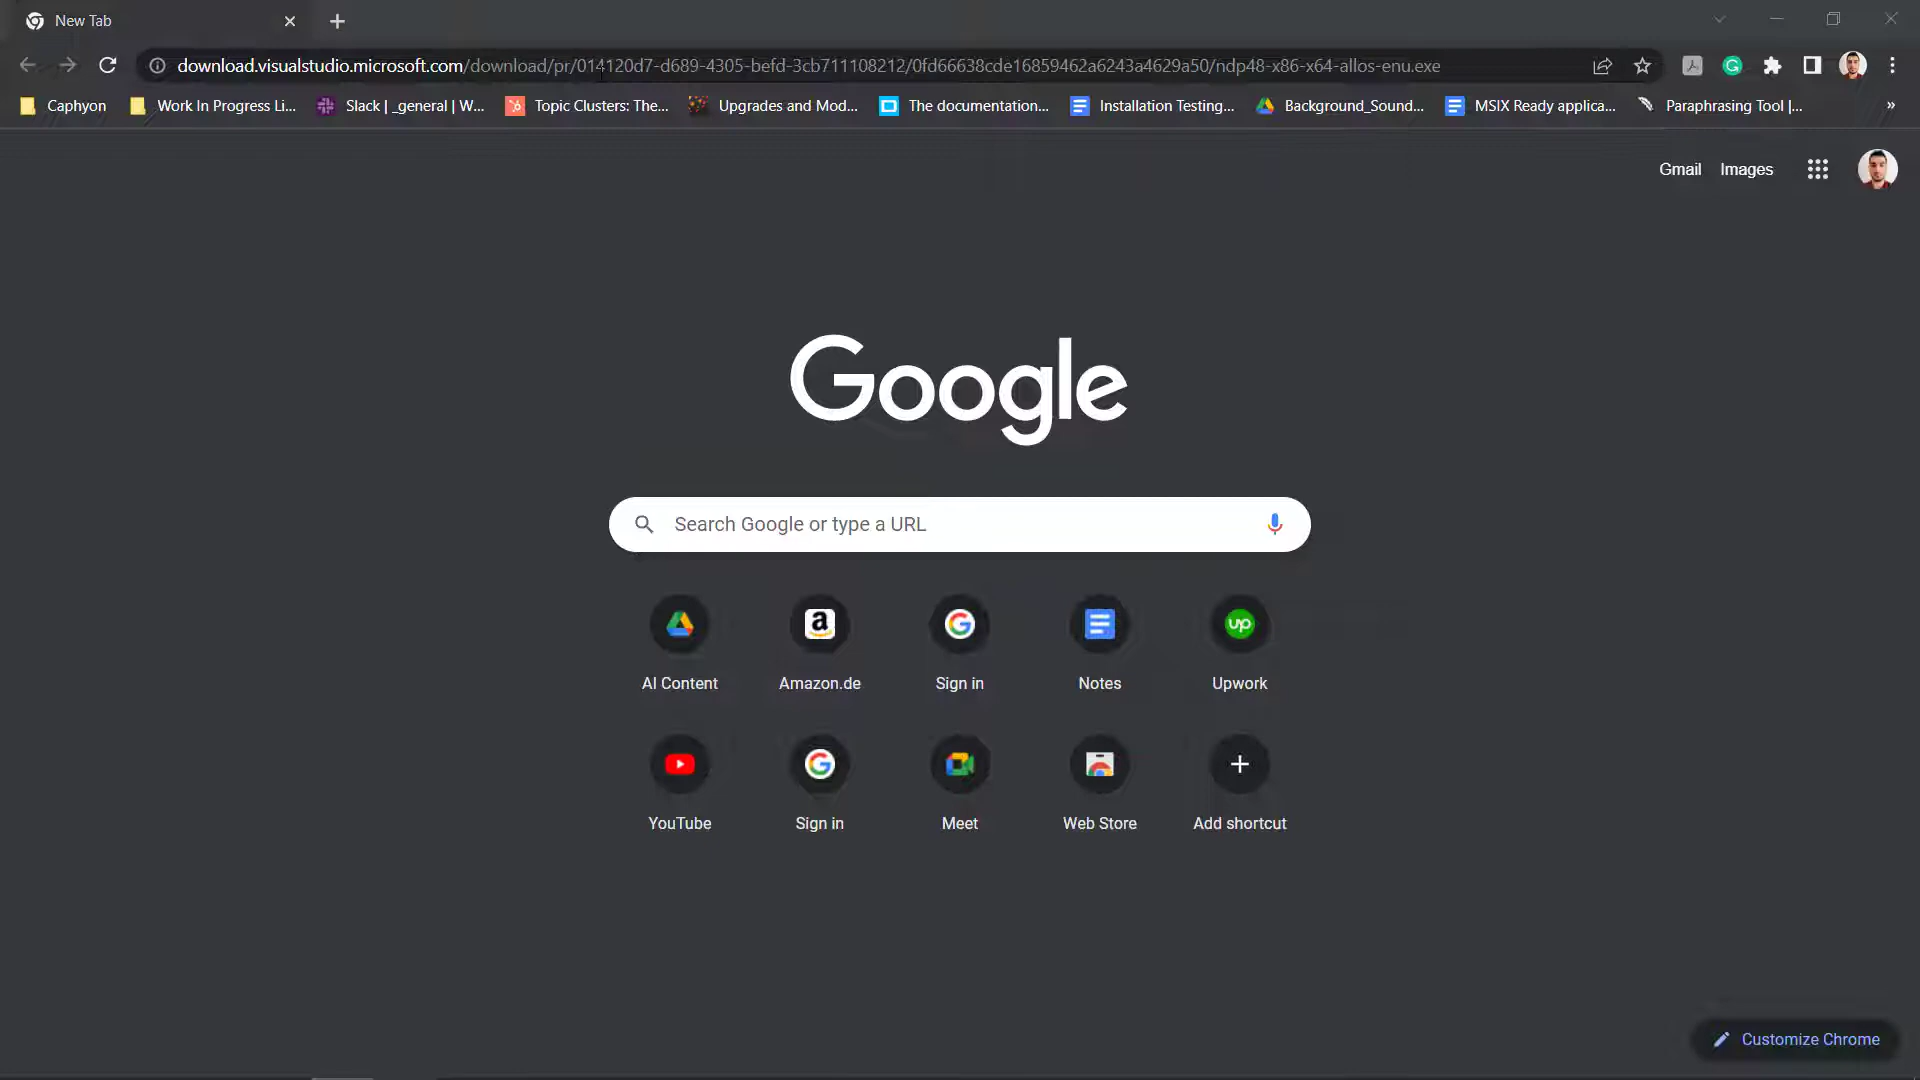 New Tab
download.visualstudio.microsoft.com/download/pr/014120d7-d689-4305-befd-3cb711108212/0fd66638cde16859462a6243a4629a50/ndp48-x86-x64-allos-enu.exe
Caphyon Work In Progress Li... Slack | _general | W... Topic Clusters: The... Upgrades and Mod... The documentation... Installation Testing... Background_Sound... MSIX Ready applica... Paraphrasing Tool |... »
Gmail Images
Google
Search Google or type a URL
AI Content Amazon.de Sign in Notes Upwork
YouTube Sign in Meet Web Store Add shortcut
Customize Chrome